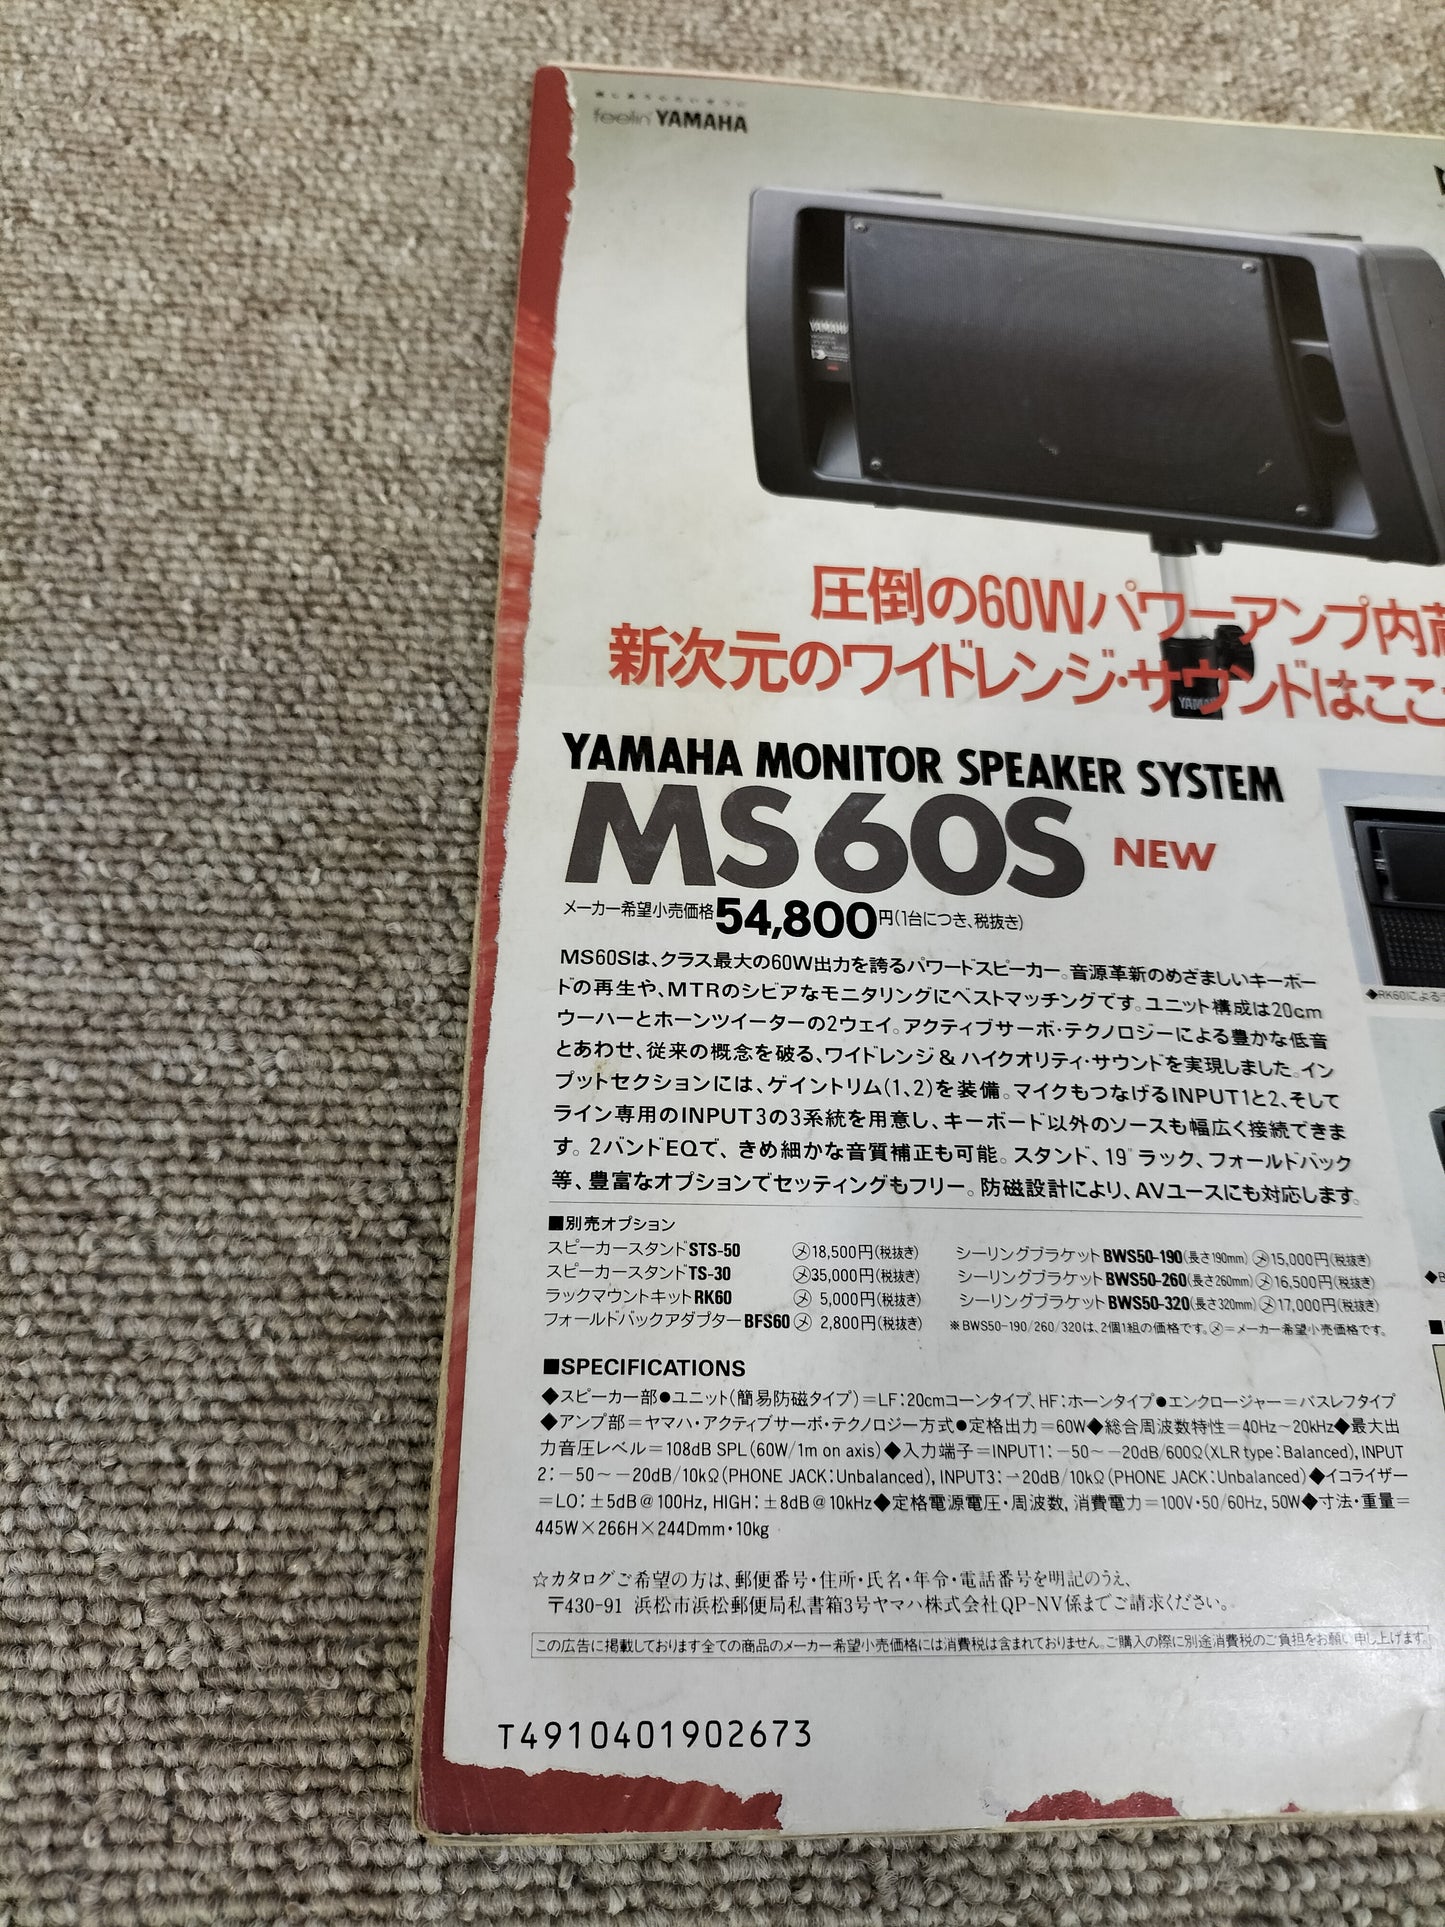 feelin' YAMAHA
YAMAHA
圧倒の60Wパワーアンプ内蔵
新次元のワイドレンジ・サウンドはここ
YAMAHA MONITOR SPEAKER SYSTEM
MS60S NEW
メーカー希望小売価格54,800円(1台につき、税抜き)
MS60Sは、クラス最大の60W出力を誇るパワードスピーカー。音源革新のめざましいキーボー
ドの再生や、MTRのシビアなモニタリングにベストマッチングです。ユニット構成は20cm
ウーハーとホーンツイーターの2ウェイ。アクティブサーボ・テクノロジーによる豊かな低音
とあわせ、従来の概念を破る、ワイドレンジ&ハイクオリティ・サウンドを実現しました。イン
プットセクションには、ゲイントリム(1、2)を装備。マイクもつなげるINPUT1と2、そして
ライン専用のINPUT3の3系統を用意し、キーボード以外のソースも幅広く接続できま
す。2バンドEQで、きめ細かな音質補正も可能。スタンド、19"ラック、フォールドバック
等、豊富なオプションでセッティングもフリー。防磁設計により、AVユースにも対応します。
■別売オプション
スピーカースタンドSTS-50 ㋱18,500円(税抜き)
スピーカースタンドTS-30 ㋱35,000円(税抜き)
ラックマウントキットRK60 ㋱ 5,000円(税抜き)
フォールドバックアダプターBFS60 ㋱ 2,800円(税抜き)
シーリングブラケットBWS50-190(長さ190mm) ㋱15,000円(税抜き)
シーリングブラケットBWS50-260(長さ260mm) ㋱16,500円(税抜き)
シーリングブラケットBWS50-320(長さ320mm) ㋱17,000円(税抜き)
※BWS50-190/260/320は、2個1組の価格です。㋱=メーカー希望小売価格です。
◆RK60による
■SPECIFICATIONS
◆スピーカー部●ユニット(簡易防磁タイプ)=LF:20cmコーンタイプ、HF:ホーンタイプ●エンクロージャー=バスレフタイプ
◆アンプ部=ヤマハ・アクティブサーボ・テクノロジー方式●定格出力=60W◆総合周波数特性=40Hz~20kHz◆最大出
力音圧レベル=108dB SPL(60W/1m on axis)◆入力端子=INPUT1:-50~-20dB/600Ω(XLR type:Balanced), INPUT
2:-50~-20dB/10kΩ(PHONE JACK:Unbalanced), INPUT3:-20dB/10kΩ(PHONE JACK:Unbalanced)◆イコライザー
=LO:±5dB@100Hz, HIGH:±8dB@10kHz◆定格電源電圧・周波数, 消費電力=100V・50/60Hz, 50W◆寸法・重量=
445W×266H×244Dmm・10kg
☆カタログご希望の方は、郵便番号・住所・氏名・年令・電話番号を明記のうえ、
〒430-91 浜松市浜松郵便局私書箱3号ヤマハ株式会社QP-NV係までご請求ください。
この広告に掲載しております全ての商品のメーカー希望小売価格には消費税は含まれておりません。ご購入の際に別途消費税のご負担をお願い申し上げます。
T4910401902673